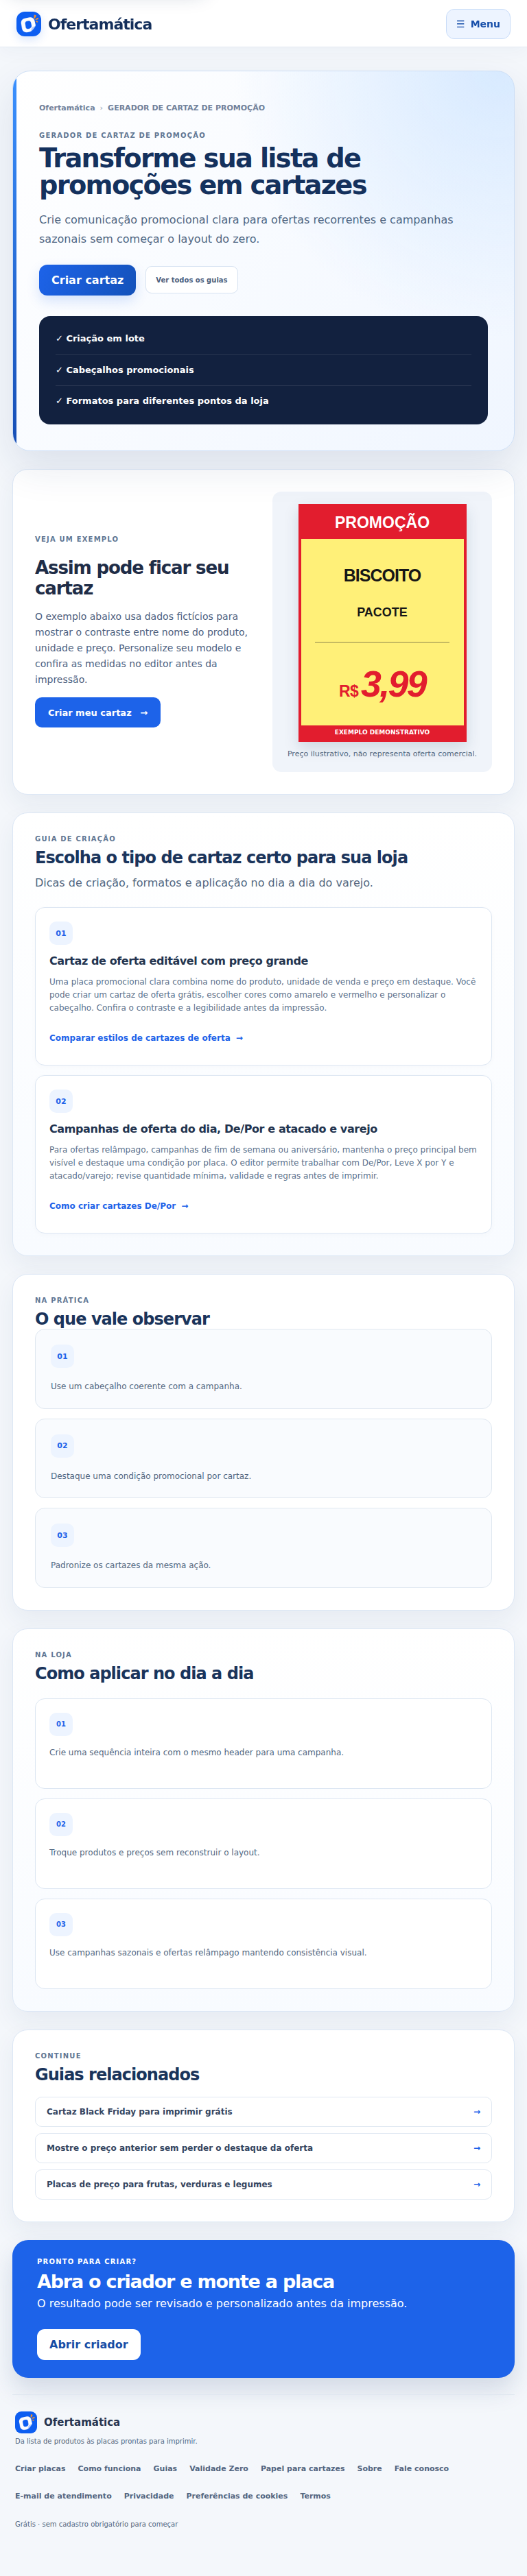 Ofertamática
☰ Menu
Ofertamática › GERADOR DE CARTAZ DE PROMOÇÃO
GERADOR DE CARTAZ DE PROMOÇÃO
Transforme sua lista de
promoções em cartazes
Crie comunicação promocional clara para ofertas recorrentes e campanhas
sazonais sem começar o layout do zero.
Criar cartaz
Ver todos os guias
✓ Criação em lote
✓ Cabeçalhos promocionais
✓ Formatos para diferentes pontos da loja
VEJA UM EXEMPLO
Assim pode ficar seu
cartaz
O exemplo abaixo usa dados fictícios para
mostrar o contraste entre nome do produto,
unidade e preço. Personalize seu modelo e
confira as medidas no editor antes da
impressão.
Criar meu cartaz →
PROMOÇÃO
BISCOITO
PACOTE
R$ 3,99
EXEMPLO DEMONSTRATIVO
Preço ilustrativo, não representa oferta comercial.
GUIA DE CRIAÇÃO
Escolha o tipo de cartaz certo para sua loja
Dicas de criação, formatos e aplicação no dia a dia do varejo.
01
Cartaz de oferta editável com preço grande
Uma placa promocional clara combina nome do produto, unidade de venda e preço em destaque. Você
pode criar um cartaz de oferta grátis, escolher cores como amarelo e vermelho e personalizar o
cabeçalho. Confira o contraste e a legibilidade antes da impressão.
Comparar estilos de cartazes de oferta →
02
Campanhas de oferta do dia, De/Por e atacado e varejo
Para ofertas relâmpago, campanhas de fim de semana ou aniversário, mantenha o preço principal bem
visível e destaque uma condição por placa. O editor permite trabalhar com De/Por, Leve X por Y e
atacado/varejo; revise quantidade mínima, validade e regras antes de imprimir.
Como criar cartazes De/Por →
NA PRÁTICA
O que vale observar
01
Use um cabeçalho coerente com a campanha.
02
Destaque uma condição promocional por cartaz.
03
Padronize os cartazes da mesma ação.
NA LOJA
Como aplicar no dia a dia
01
Crie uma sequência inteira com o mesmo header para uma campanha.
02
Troque produtos e preços sem reconstruir o layout.
03
Use campanhas sazonais e ofertas relâmpago mantendo consistência visual.
CONTINUE
Guias relacionados
Cartaz Black Friday para imprimir grátis →
Mostre o preço anterior sem perder o destaque da oferta →
Placas de preço para frutas, verduras e legumes →
PRONTO PARA CRIAR?
Abra o criador e monte a placa
O resultado pode ser revisado e personalizado antes da impressão.
Abrir criador
Ofertamática
Da lista de produtos às placas prontas para imprimir.
Criar placas Como funciona Guias Validade Zero Papel para cartazes Sobre Fale conosco
E-mail de atendimento Privacidade Preferências de cookies Termos
Grátis · sem cadastro obrigatório para começar